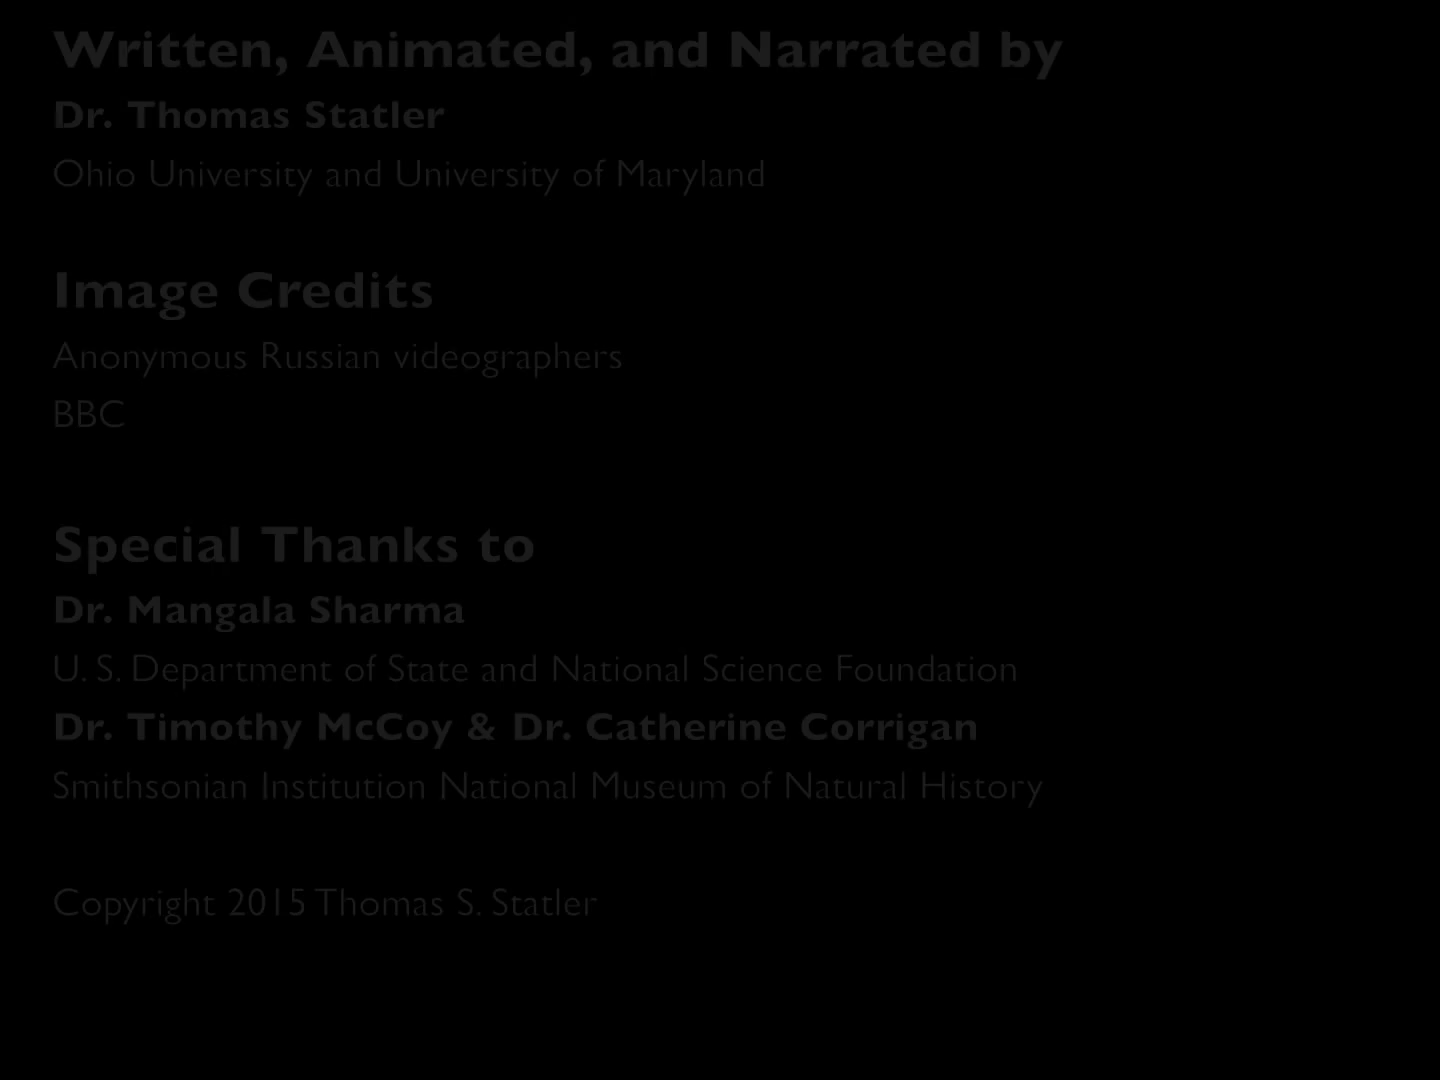 Written, Animated, and Narrated by
Dr. Thomas Statler
Ohio University and University of Maryland
Image Credits
Anonymous Russian videographers
BBC
Special Thanks to
Dr. Mangala Sharma
U. S. Department of State and National Science Foundation
Dr. Timothy McCoy & Dr. Catherine Corrigan
Smithsonian Institution National Museum of Natural History
Copyright 2015 Thomas S. Statler